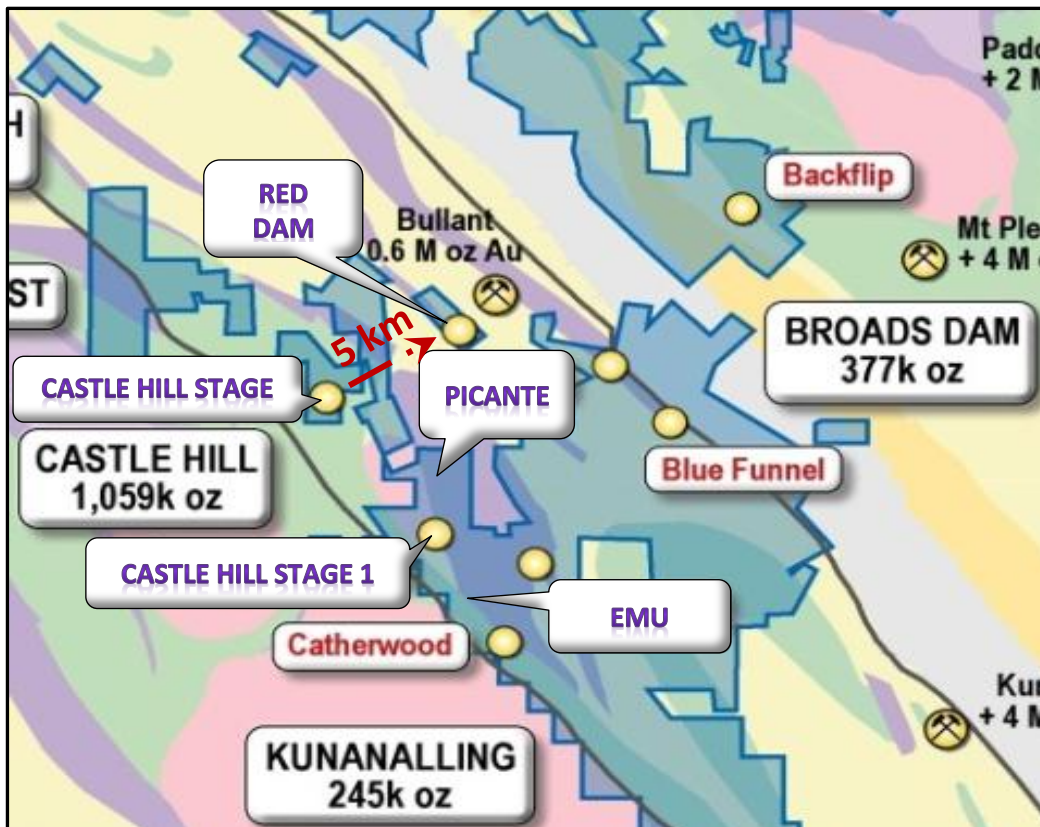 Backflip
RED
DAM
Bullant
0.6 M oz Au
Mt Ple
+ 4 M
+ 2 M
H
ST
5 km
BROADS DAM
377k oz
CASTLE HILL STAGE
PICANTE
CASTLE HILL
1,059k oz
Blue Funnel
CASTLE HILL STAGE 1
EMU
Catherwood
+ 4 M
KUNANALLING
245k oz